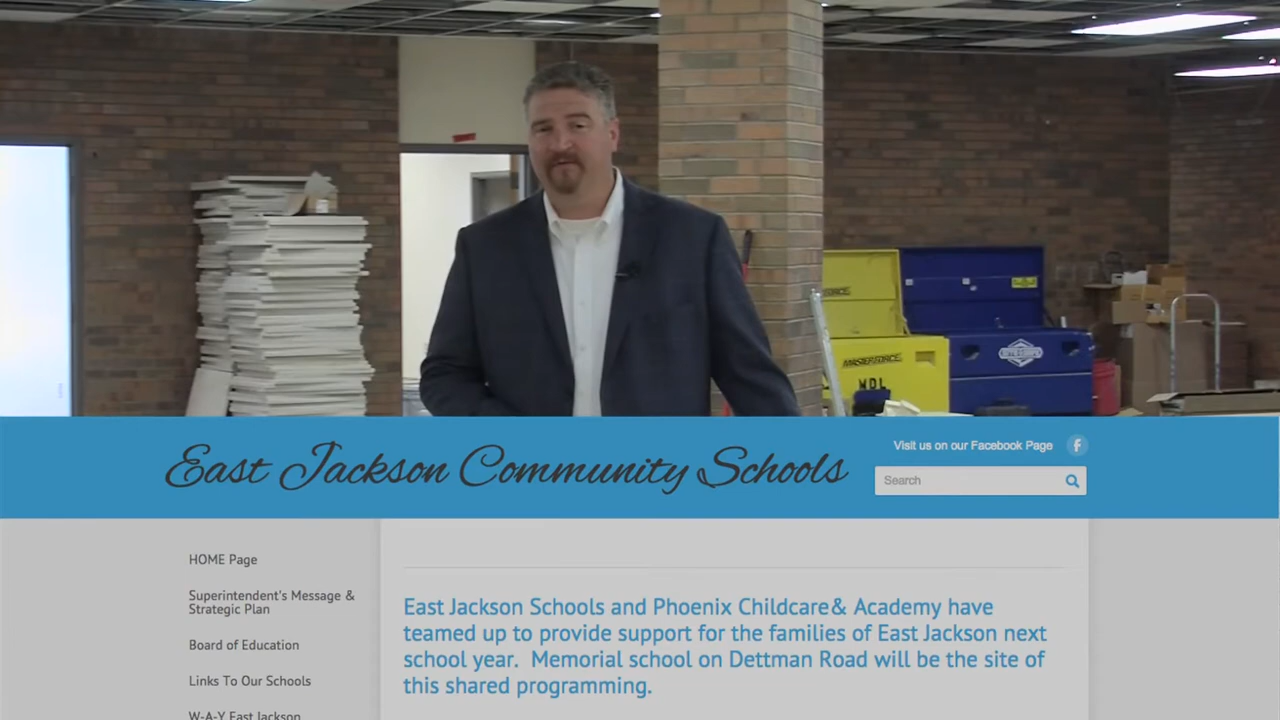 MASTERFORCE
MDL
East Jackson Community Schools
Visit us on our Facebook Page
f
Search
HOME Page
Superintendent's Message &
Strategic Plan
Board of Education
Links To Our Schools
W-A-Y East Jackson
East Jackson Schools and Phoenix Childcare& Academy have
teamed up to provide support for the families of East Jackson next
school year. Memorial school on Dettman Road will be the site of
this shared programming.